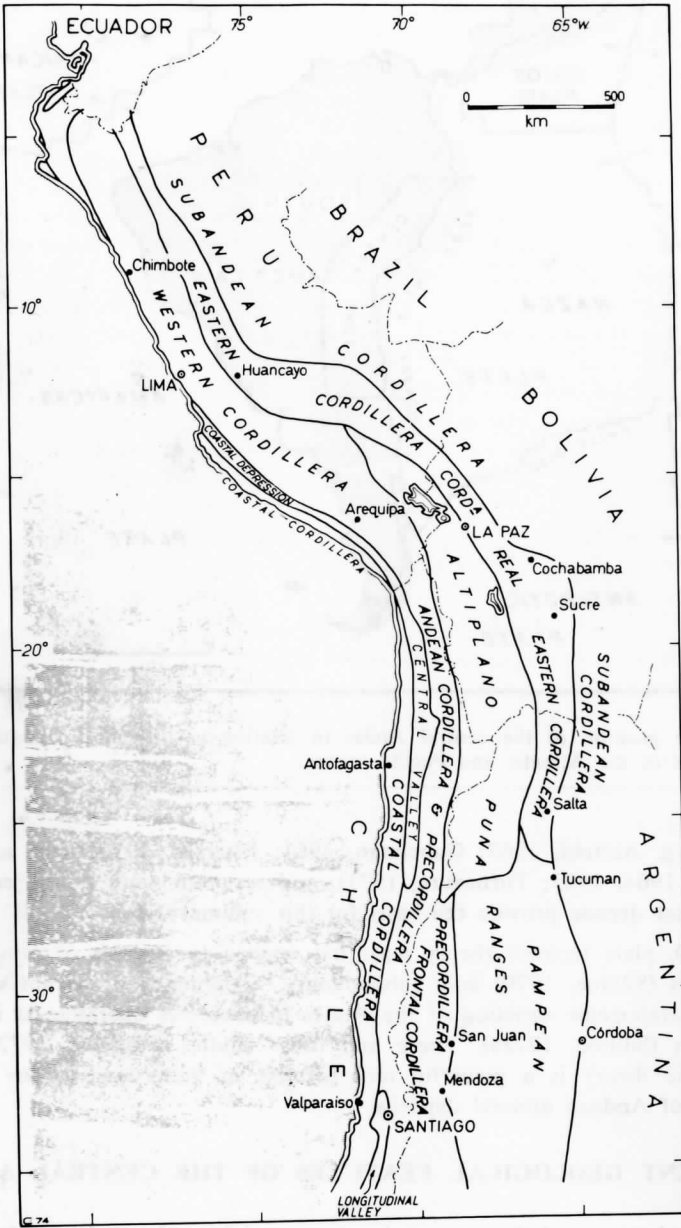 75°
70°
65°W
ECUADOR
0 500
km
PERU
BRAZIL
SUBANDEAN CORDILLERA
EASTERN CORDILLERA
Chimbote
10°
WESTERN CORDILLERA
Huancayo
LIMA
BOLIVIA
COASTAL DEPRESSION
COASTAL CORDILLERA
Arequipa
CORDA REAL
LA PAZ
Cochabamba
ALTIPLANO
Sucre
20°
ANDEAN CORDILLERA & PRECORDILLERA
CENTRAL VALLEY
EASTERN CORDILLERA
SUBANDEAN CORDILLERA
Antofagasta
COASTAL CORDILLERA
CHILE
PUNA
Salta
Tucuman
ARGENTINA
PAMPEAN RANGES
PRECORDILLERA
FRONTAL CORDILLERA
30°
San Juan
Córdoba
Mendoza
Valparaiso
SANTIAGO
LONGITUDINAL
VALLEY
C 74